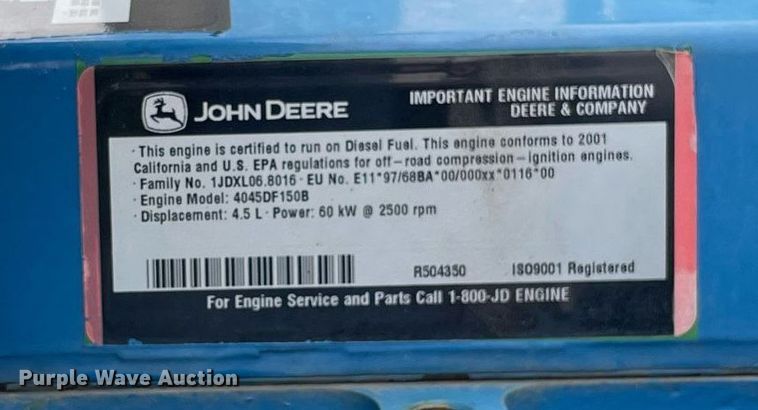 JOHN DEERE
IMPORTANT ENGINE INFORMATION
DEERE & COMPANY
· This engine is certified to run on Diesel Fuel. This engine conforms to 2001
California and U.S. EPA regulations for off-road compression-ignition engines.
· Family No. 1JDXL06.8016 · EU No. E11*97/68BA*00/000xx*0116*00
· Engine Model: 4045DF150B
· Displacement: 4.5 L · Power: 60 kW @ 2500 rpm
R504350 ISO9001 Registered
For Engine Service and Parts Call 1-800-JD ENGINE
Purple Wave Auction